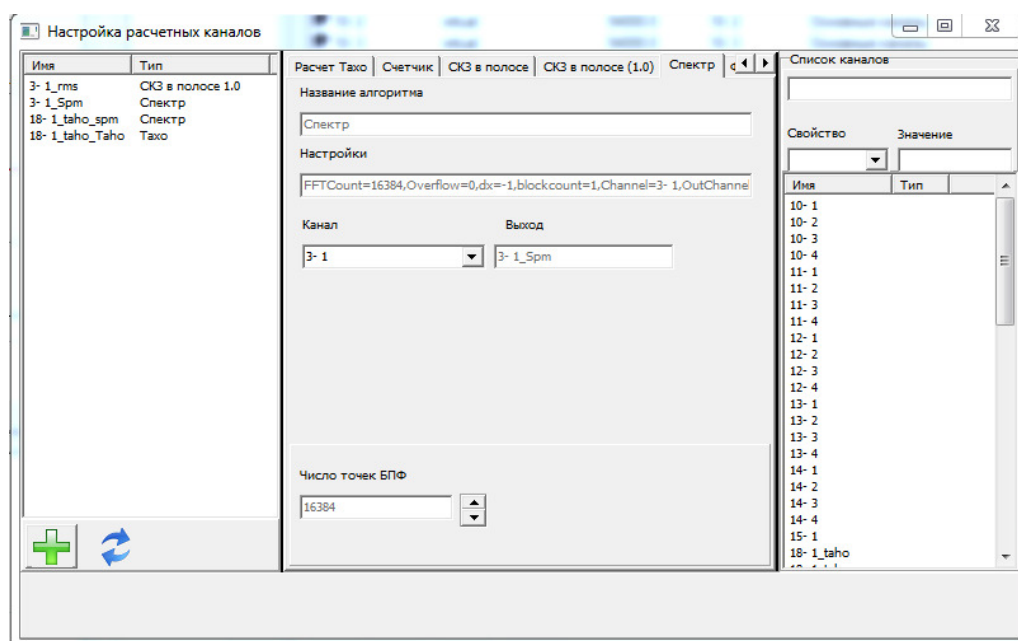 Настройка расчетных каналов
Имя Тип
3- 1_rms СКЗ в полосе 1.0
3- 1_Spm Спектр
18- 1_taho_spm Спектр
18- 1_taho_Taho Тахо
Расчет Тахо Счетчик СКЗ в полосе СКЗ в полосе (1.0) Спектр
Название алгоритма
Спектр
Настройки
FFTCount=16384,Overflow=0,dx=-1,blockcount=1,Channel=3- 1,OutChannel
Канал Выход
3- 1 3- 1_Spm
Число точек БПФ
16384
Список каналов
Свойство Значение
Имя Тип
10- 1
10- 2
10- 3
10- 4
11- 1
11- 2
11- 3
11- 4
12- 1
12- 2
12- 3
12- 4
13- 1
13- 2
13- 3
13- 4
14- 1
14- 2
14- 3
14- 4
15- 1
18- 1_taho